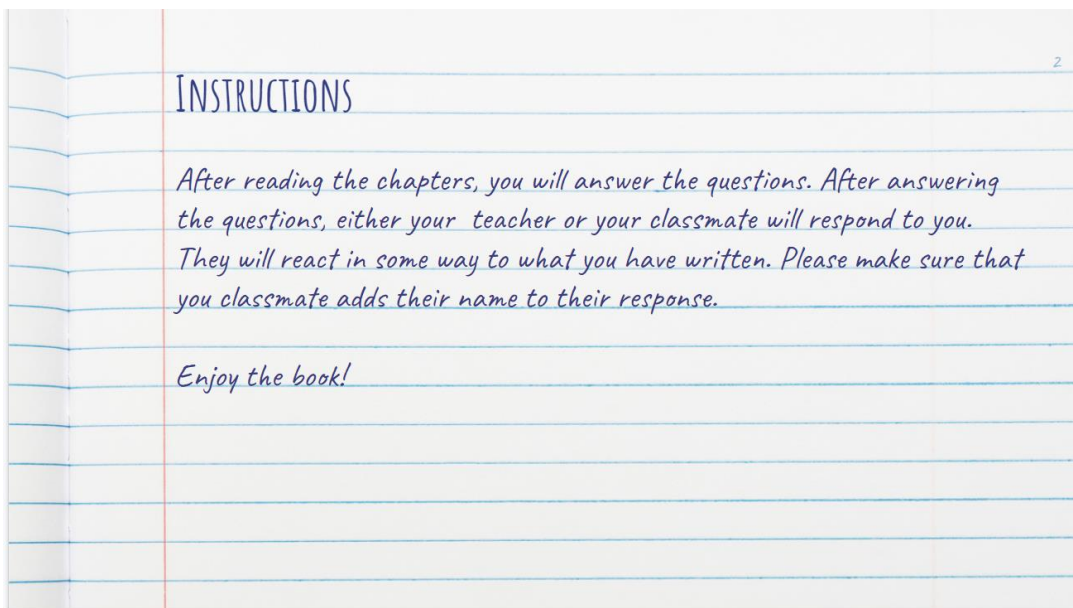 2
INSTRUCTIONS
After reading the chapters, you will answer the questions. After answering
the questions, either your  teacher or your classmate will respond to you.
They will react in some way to what you have written. Please make sure that
you classmate adds their name to their response.
Enjoy the book!